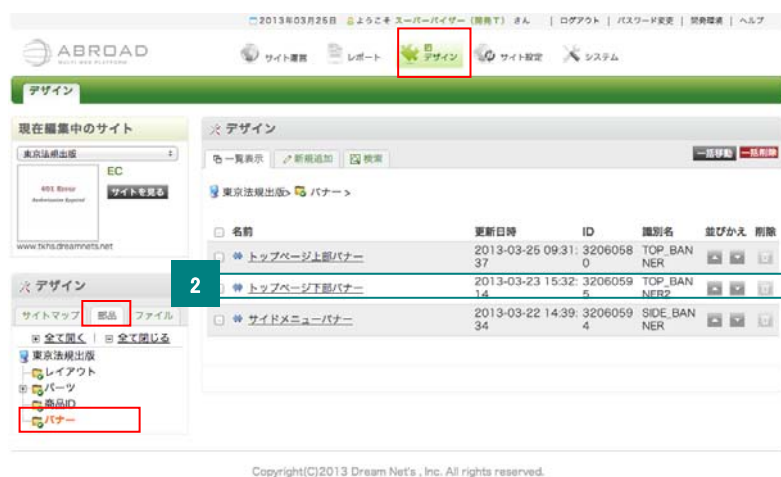 2013年03月25日 ようこそ スーパーバイザー（開発T）さん | ログアウト | パスワード変更 | 開発環境 | ヘルプ
ABROAD
MULTI WEB PLATFORM
サイト運営 レポート デザイン サイト設定 システム
デザイン
現在編集中のサイト
東京法規出版
EC
401 Error
Authorization Required
サイトを見る
www.tkhs.dreamnets.net
デザイン
サイトマップ 部品 ファイル
全て開く | 全て閉じる
東京法規出版
レイアウト
パーツ
商品ID
バナー
デザイン
一覧表示 新規追加 検索
一括移動 一括削除
東京法規出版> バナー >
名前 更新日時 ID 識別名 並びかえ 削除
トップページ上部バナー 2013-03-25 09:31:37 32060580 TOP_BANNER
2
トップページ下部バナー 2013-03-23 15:32:14 32060595 TOP_BANNER2
サイドメニューバナー 2013-03-22 14:39:34 32060594 SIDE_BANNER
Copyright(C)2013 Dream Net's , Inc. All rights reserved.